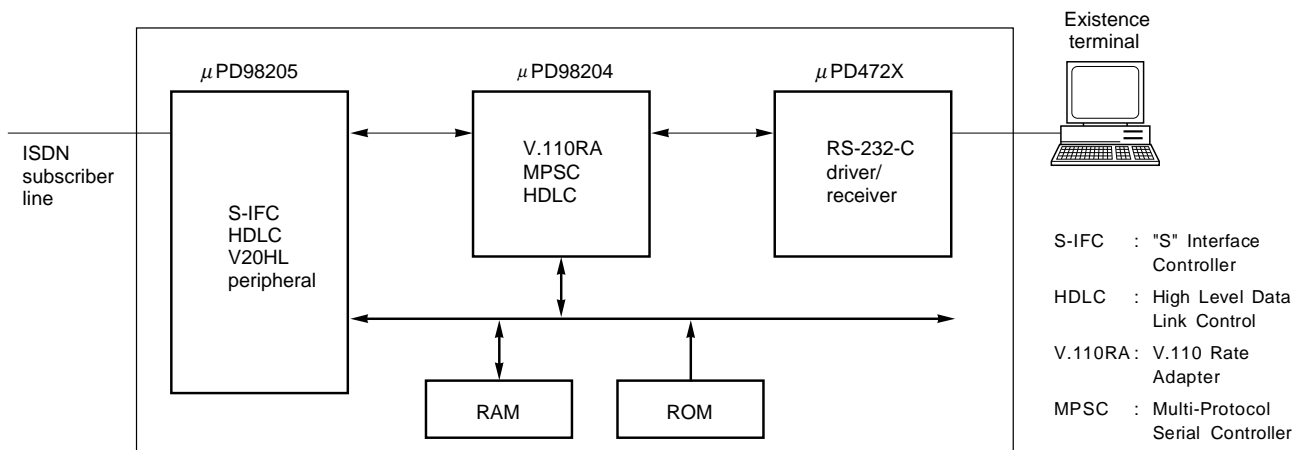 Existence
terminal
μPD98205
μPD98204
μPD472X
ISDN
subscriber
line
S-IFC
HDLC
V20HL
peripheral
V.110RA
MPSC
HDLC
RS-232-C
driver/
receiver
RAM
ROM
S-IFC : "S" Interface
Controller
HDLC : High Level Data
Link Control
V.110RA : V.110 Rate
Adapter
MPSC : Multi-Protocol
Serial Controller